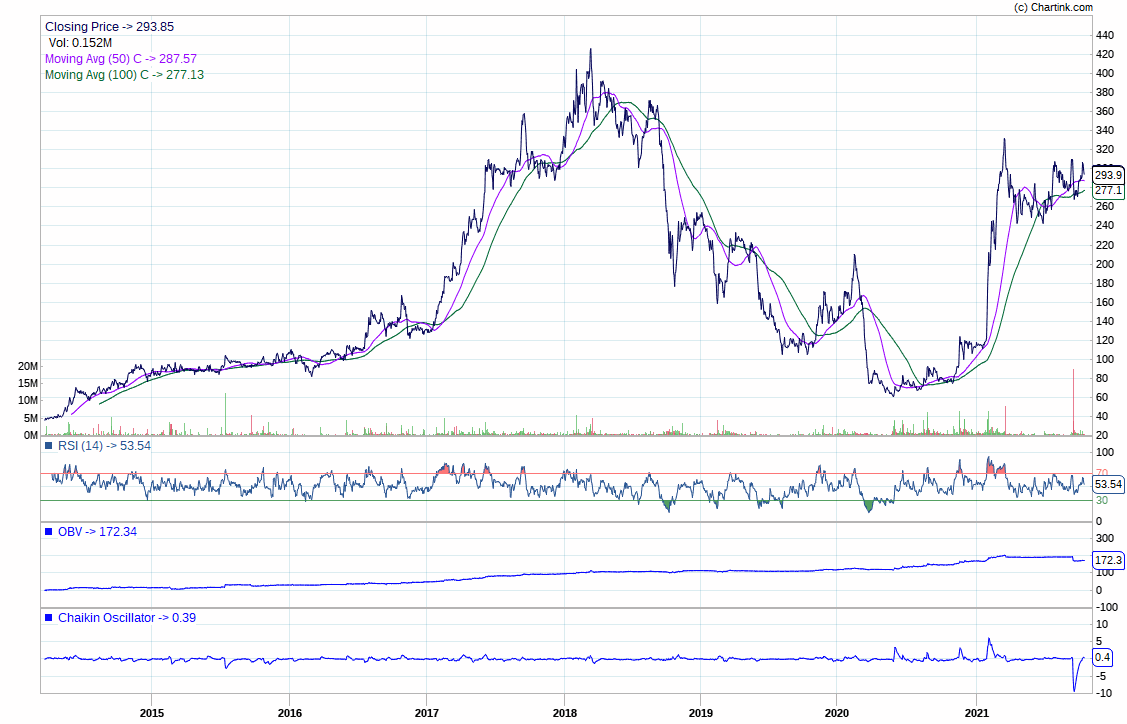 (c) Chartink.com
Closing Price -> 293.85
Vol: 0.152M
Moving Avg (50) C -> 287.57
Moving Avg (100) C -> 277.13
440
420
400
380
360
340
320
293.9
277.1
260
240
220
200
180
160
140
120
100
80
60
40
20
20M
15M
10M
5M
0M
RSI (14) -> 53.54
100
70
53.54
30
0
OBV -> 172.34
300
172.3
100
0
-100
Chaikin Oscillator -> 0.39
10
5
0.4
-5
-10
2015 2016 2017 2018 2019 2020 2021